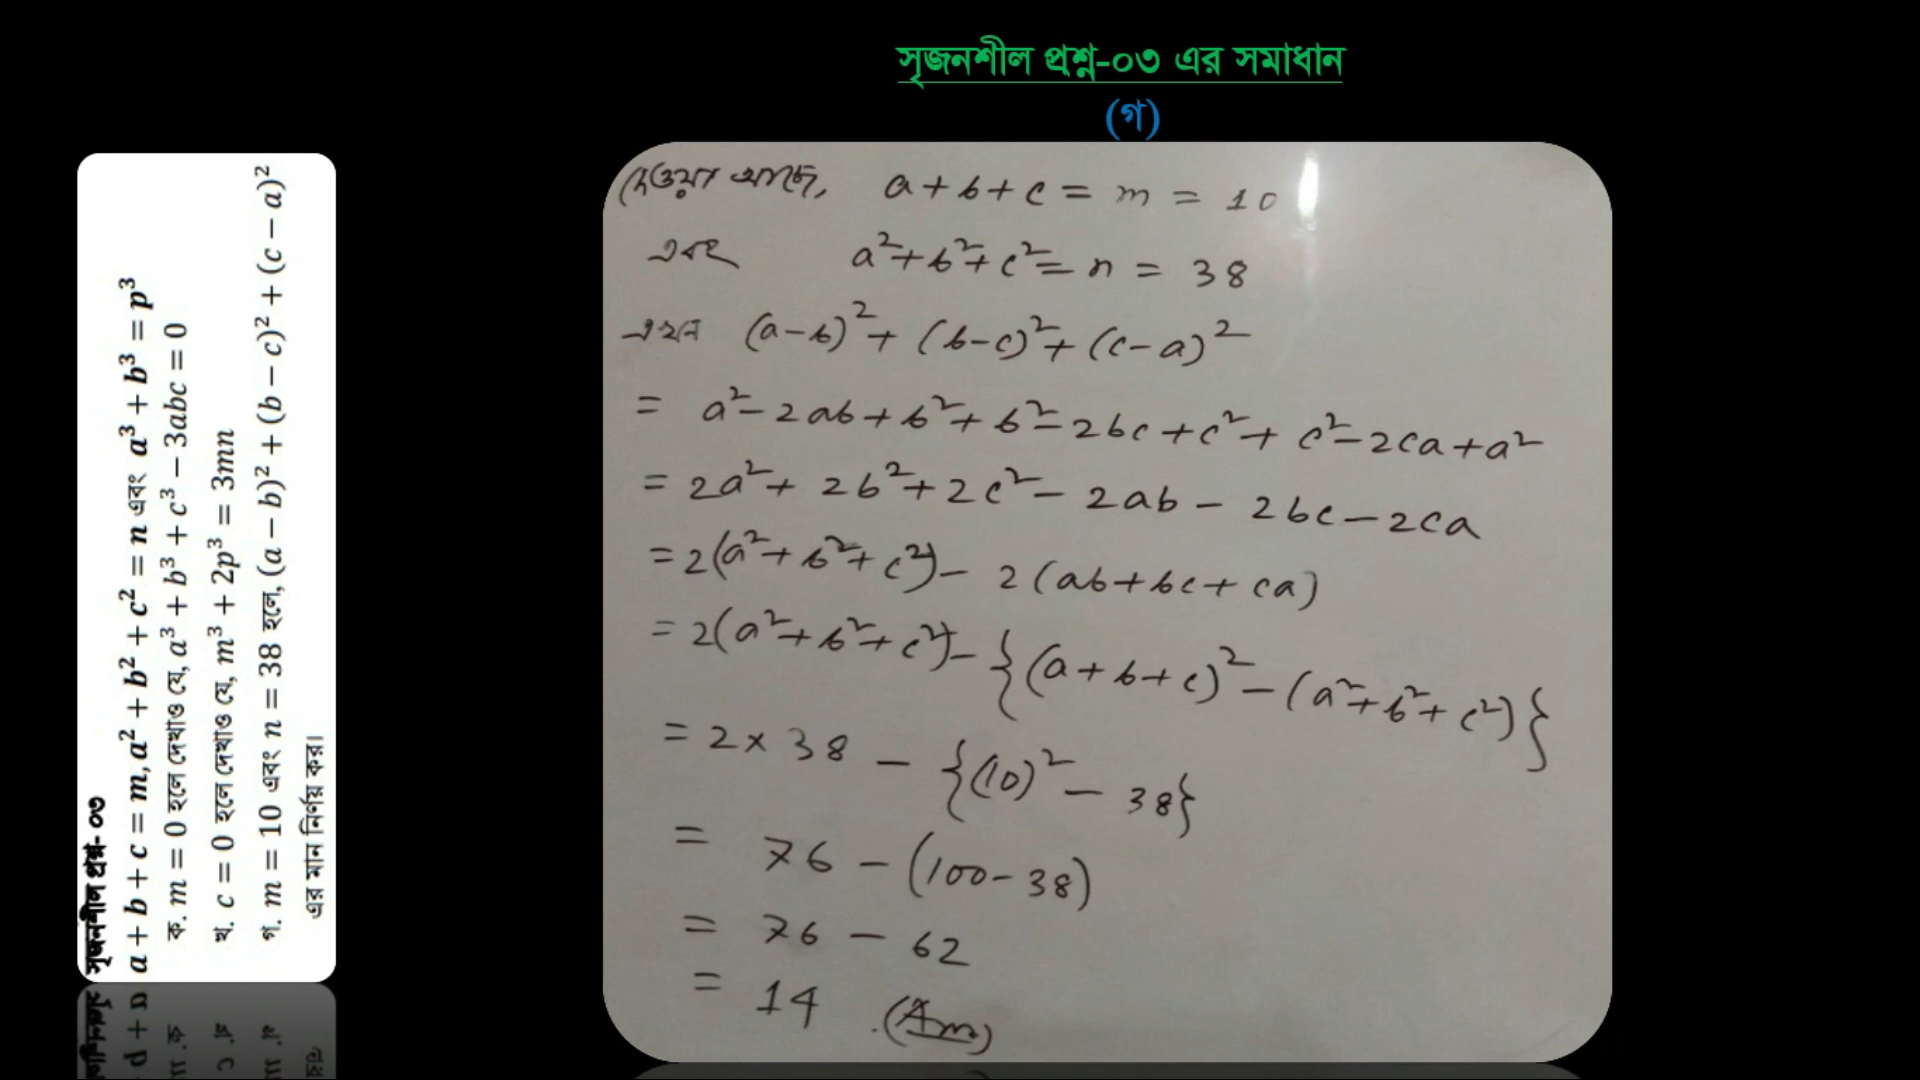 সৃজনশীল প্রশ্ন-০৩ এর সমাধান
(গ)
সৃজনশীল প্রশ্ন- ০৩
a + b + c = m, a² + b² + c² = n এবং a³ + b³ = p³
ক. m = 0 হলে দেখাও যে, a³ + b³ + c³ − 3abc = 0
খ. c = 0 হলে দেখাও যে, m³ + 2p³ = 3mn
গ. m = 10 এবং n = 38 হলে, (a − b)² + (b − c)² + (c − a)²
এর মান নির্ণয় কর।
দেওয়া আছে, a + b + c = m = 10
এবং a² + b² + c² = n = 38
এখন (a-b)² + (b-c)² + (c-a)²
= a² - 2ab + b² + b² - 2bc + c² + c² - 2ca + a²
= 2a² + 2b² + 2c² - 2ab - 2bc - 2ca
= 2(a² + b² + c²) - 2(ab + bc + ca)
= 2(a² + b² + c²) - {(a + b + c)² - (a² + b² + c²)}
= 2 × 38 - {(10)² - 38}
= 76 - (100 - 38)
= 76 - 62
= 14 (Ans)